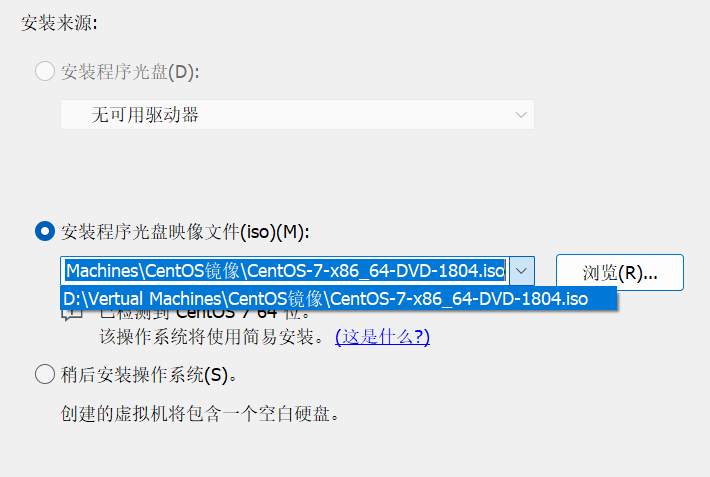 安装来源:
安装程序光盘(D):
无可用驱动器
安装程序光盘映像文件(iso)(M):
Machines\CentOS镜像\CentOS-7-x86_64-DVD-1804.iso
浏览(R)...
D:\Vertual Machines\CentOS镜像\CentOS-7-x86_64-DVD-1804.iso
已检测到 CentOS 7 64 位。
该操作系统将使用简易安装。 (这是什么?)
稍后安装操作系统(S)。
创建的虚拟机将包含一个空白硬盘。